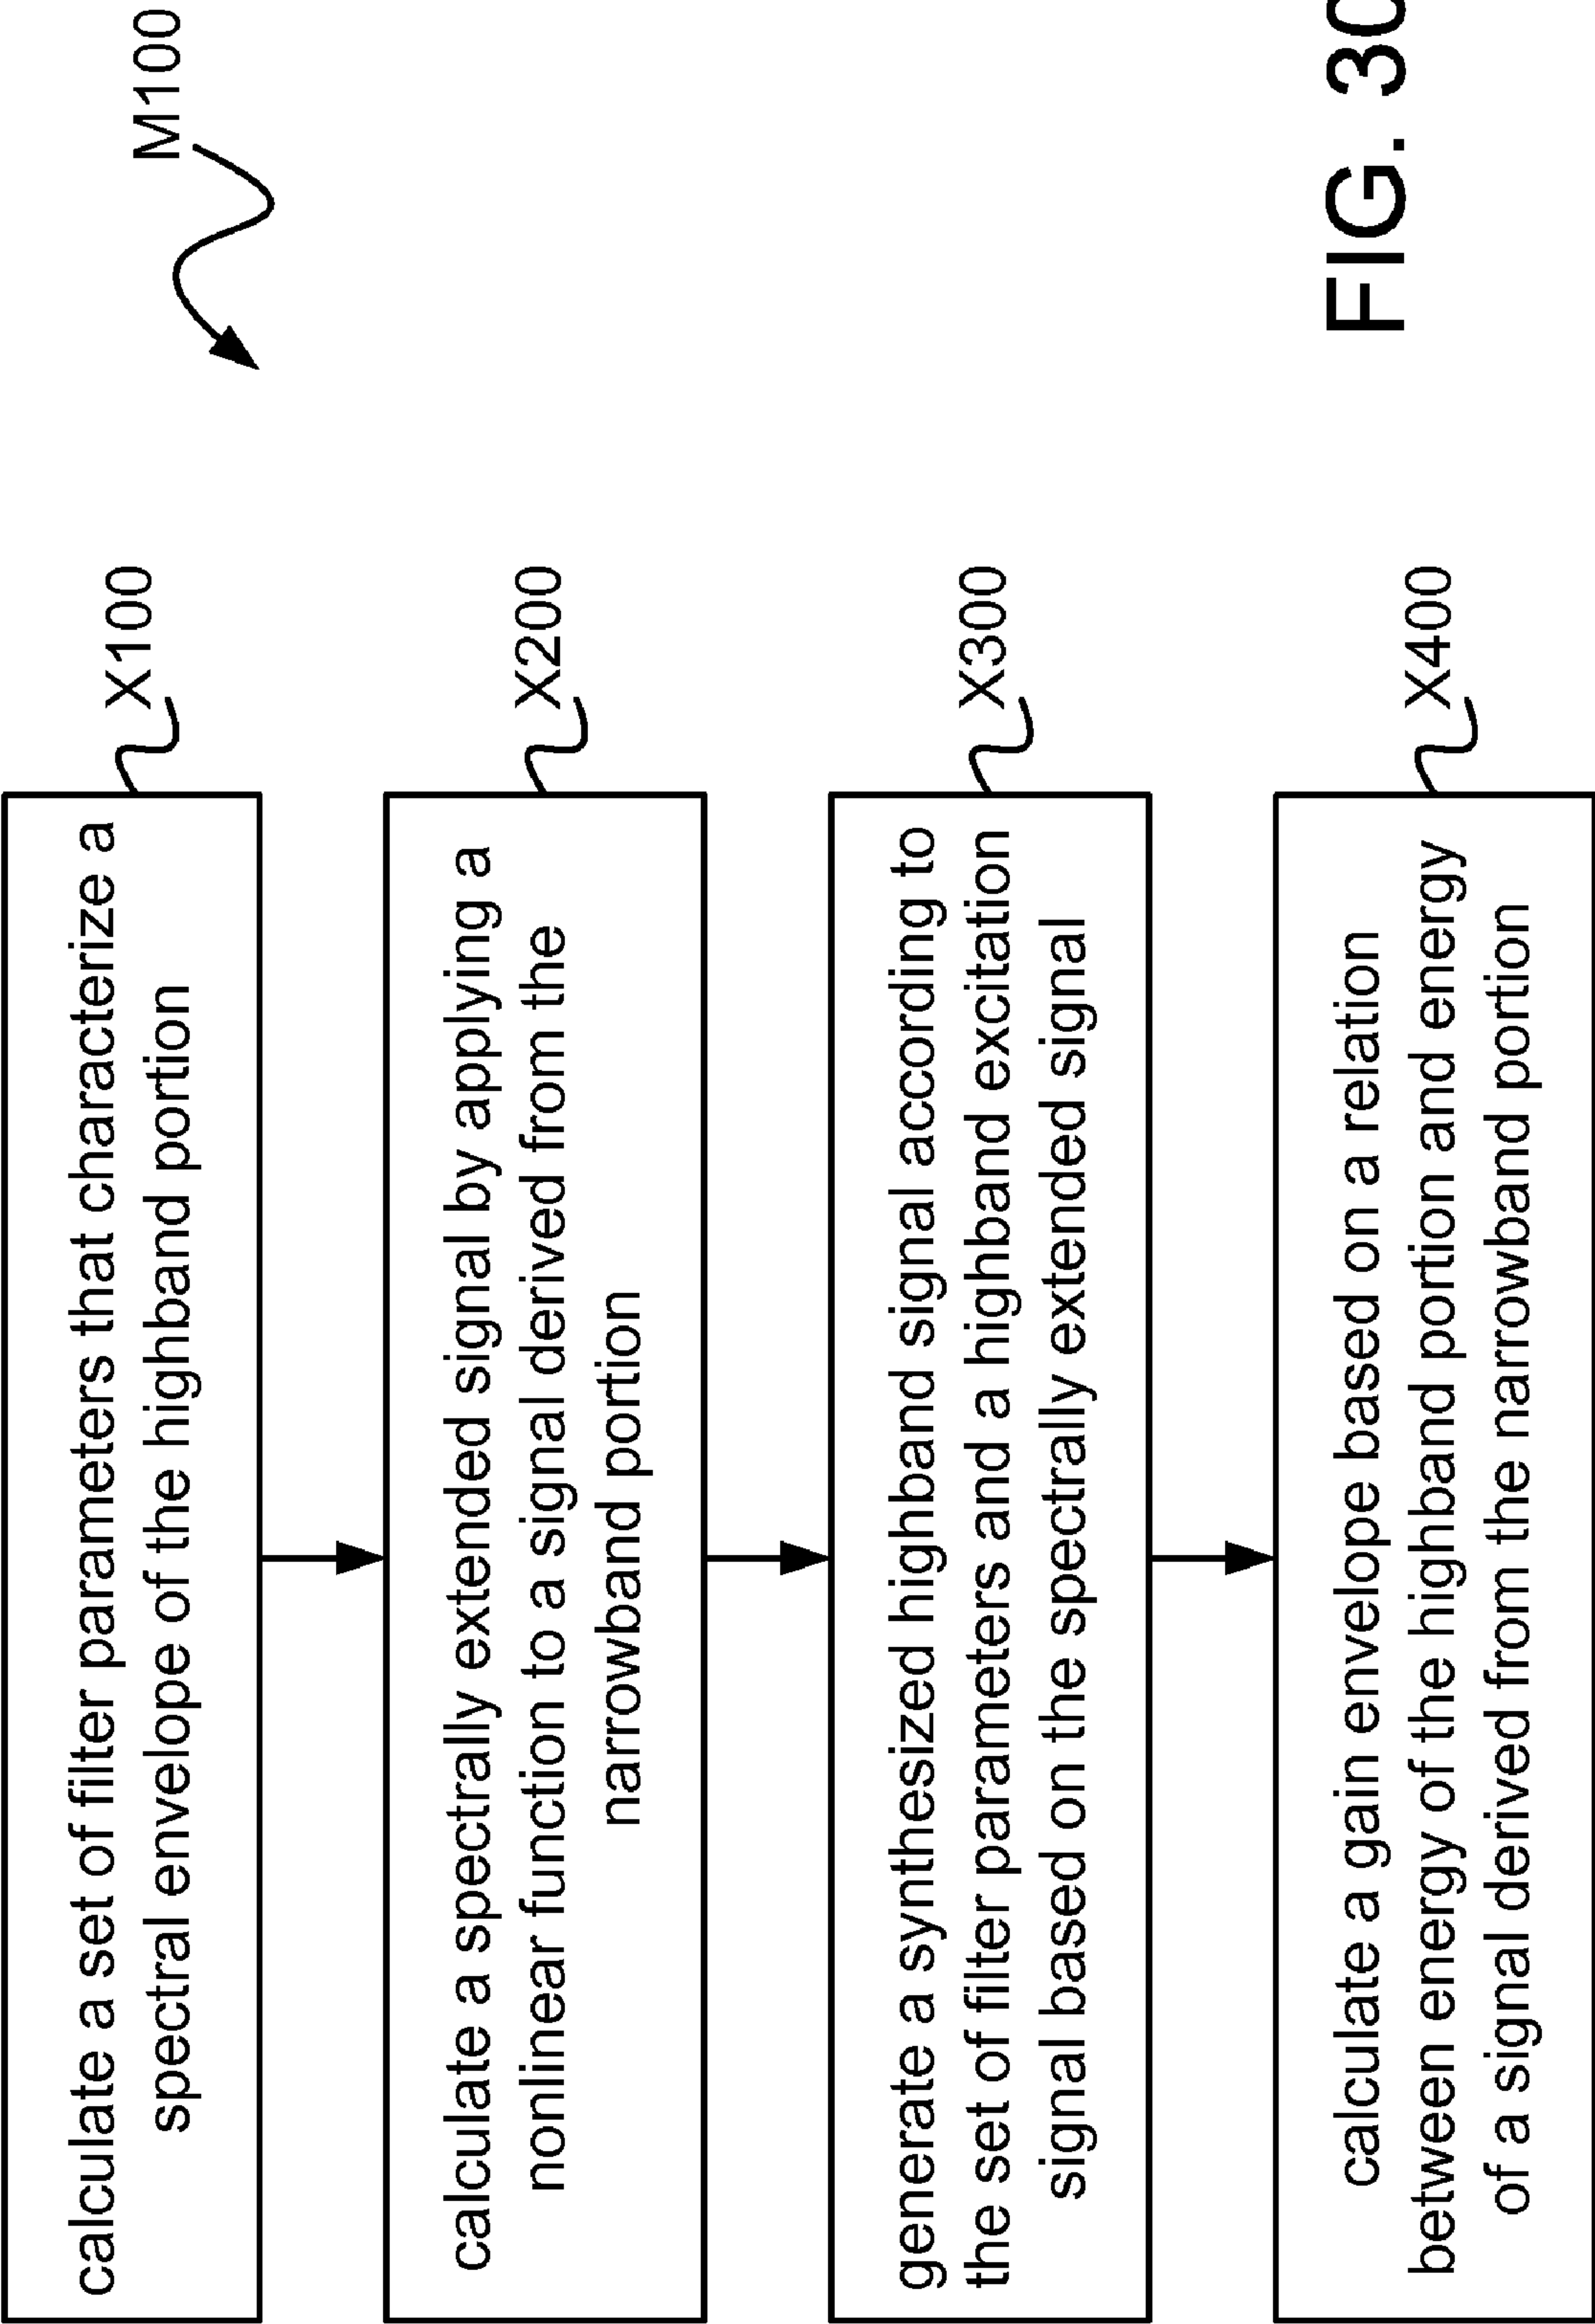 M100
calculate a set of filter parameters that characterize a
spectral envelope of the highband portion
X100
calculate a spectrally extended signal by applying a
nonlinear function to a signal derived from the
narrowband portion
X200
generate a synthesized highband signal according to
the set of filter parameters and a highband excitation
signal based on the spectrally extended signal
X300
calculate a gain envelope based on a relation
between energy of the highband portion and energy
of a signal derived from the narrowband portion
X400
FIG. 30